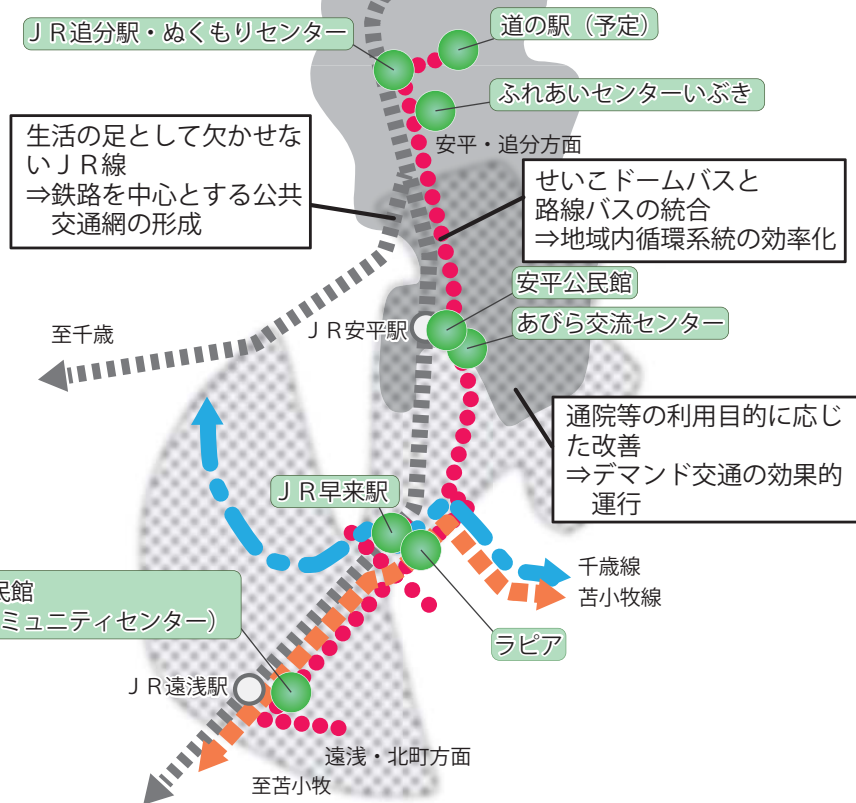 道の駅（予定）
ＪＲ追分駅・ぬくもりセンター
ふれあいセンターいぶき
安平・追分方面
生活の足として欠かせな
いＪＲ線
⇒鉄路を中心とする公共
交通網の形成
せいこドームバスと
路線バスの統合
⇒地域内循環系統の効率化
安平公民館
あびら交流センター
ＪＲ安平駅
至千歳
通院等の利用目的に応じ
た改善
⇒デマンド交通の効果的
運行
ＪＲ早来駅
千歳線
苫小牧線
民館
ミュニティセンター）
ラピア
ＪＲ遠浅駅
遠浅・北町方面
至苫小牧